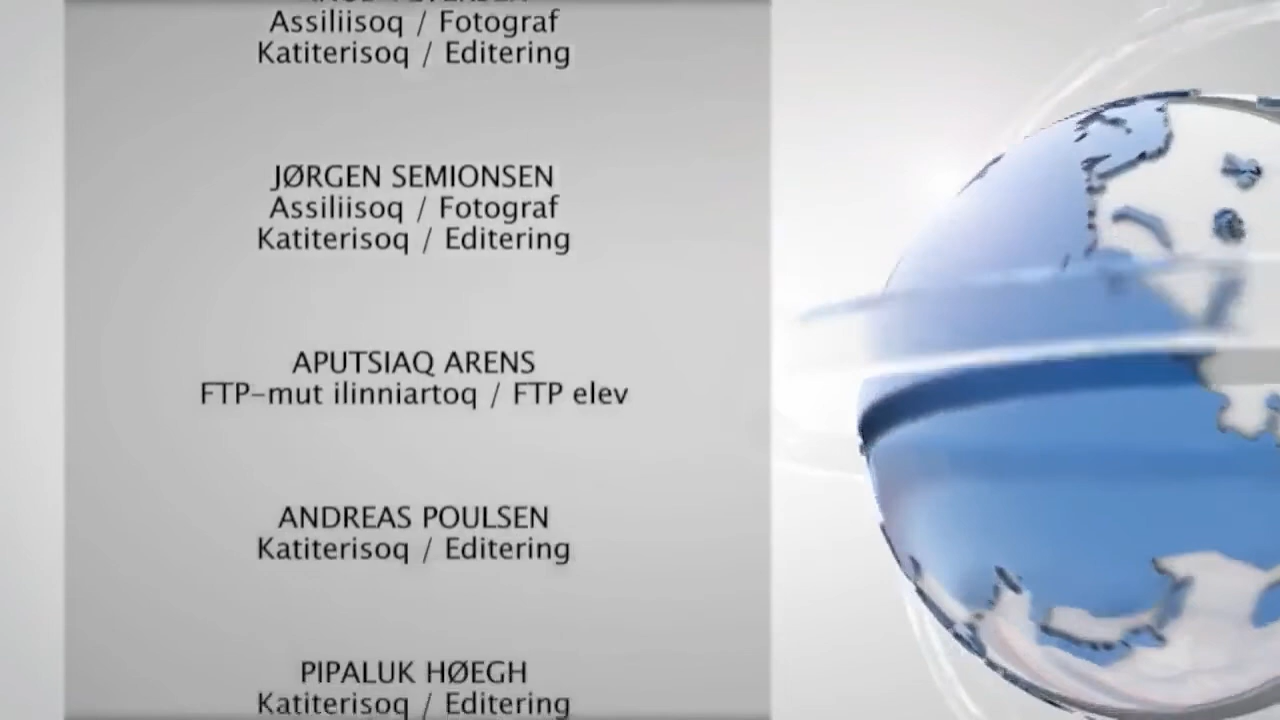 Assiliisoq / Fotograf
Katiterisoq / Editering
JØRGEN SEMIONSEN
Assiliisoq / Fotograf
Katiterisoq / Editering
APUTSIAQ ARENS
FTP-mut ilinniartoq / FTP elev
ANDREAS POULSEN
Katiterisoq / Editering
PIPALUK HØEGH
Katiterisoq / Editering